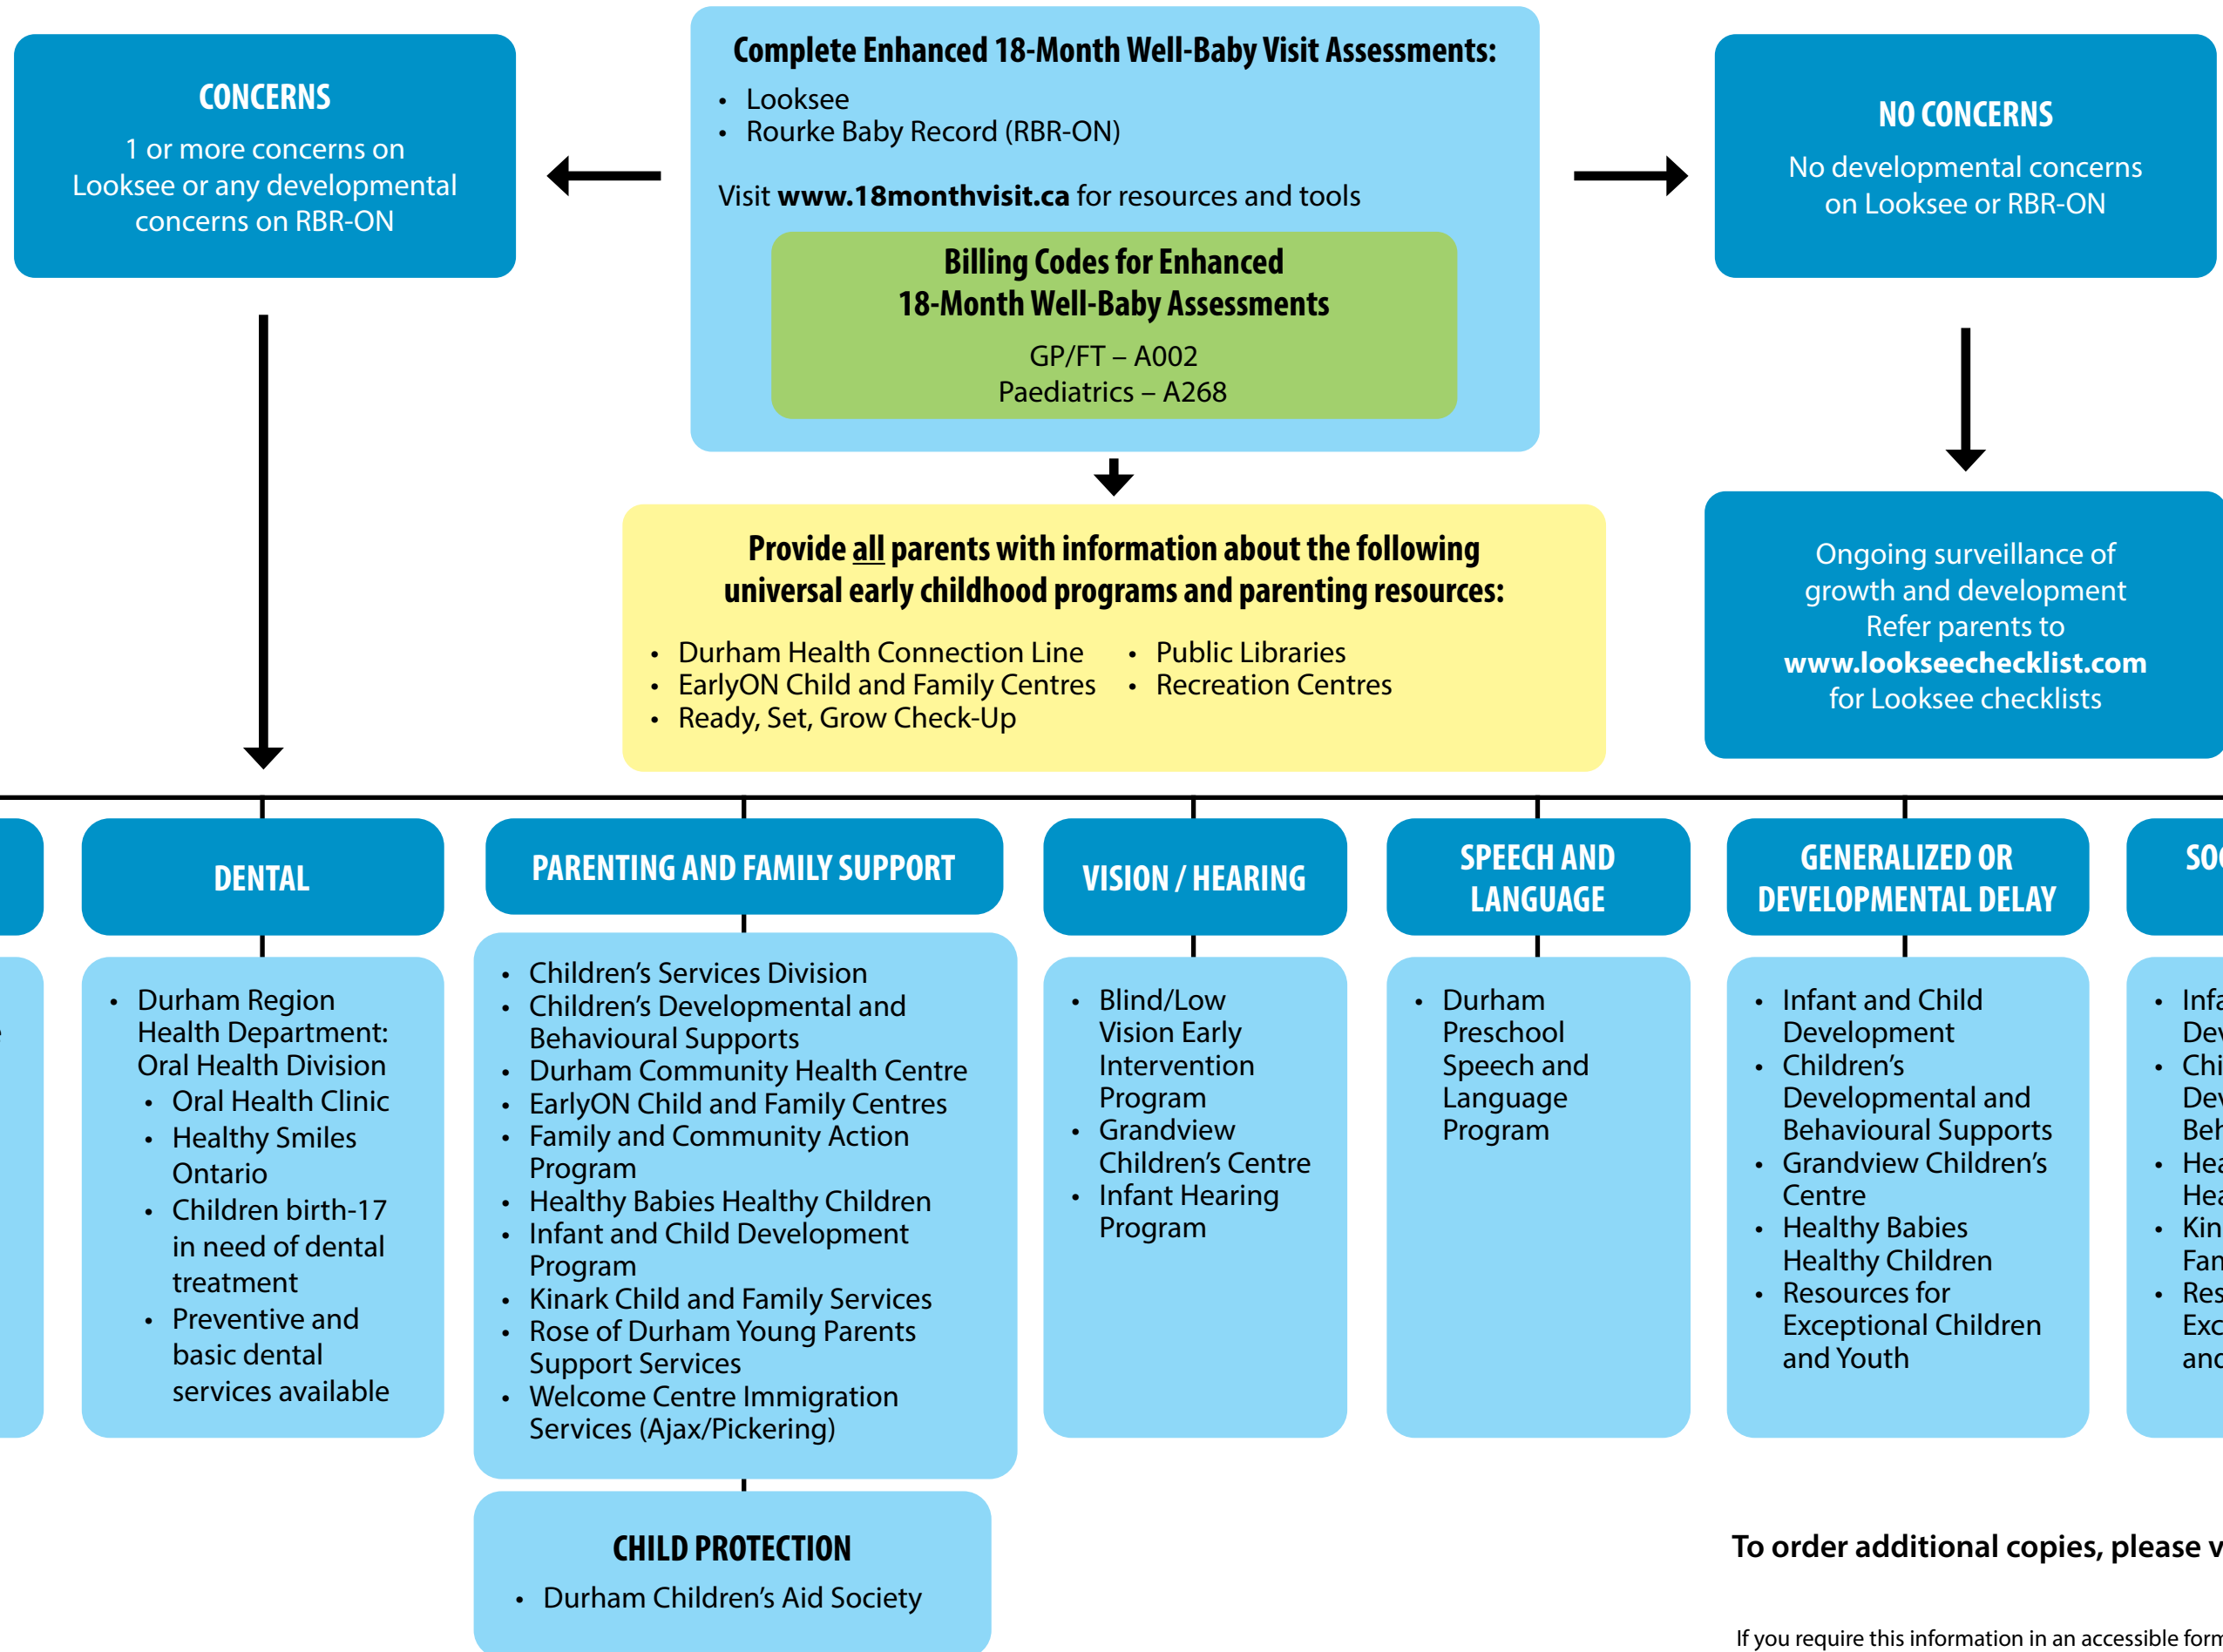 CONCERNS
1 or more concerns on
Looksee or any developmental
concerns on RBR-ON
Complete Enhanced 18-Month Well-Baby Visit Assessments:
• Looksee
• Rourke Baby Record (RBR-ON)
Visit www.18monthvisit.ca for resources and tools
Billing Codes for Enhanced
18-Month Well-Baby Assessments
GP/FT – A002
Paediatrics – A268
NO CONCERNS
No developmental concerns
on Looksee or RBR-ON
Provide all parents with information about the following
universal early childhood programs and parenting resources:
• Durham Health Connection Line
• EarlyON Child and Family Centres
• Ready, Set, Grow Check-Up
• Public Libraries
• Recreation Centres
Ongoing surveillance of
growth and development
Refer parents to
www.lookseechecklist.com
for Looksee checklists
DENTAL
• Durham Region
Health Department:
Oral Health Division
• Oral Health Clinic
• Healthy Smiles
Ontario
• Children birth-17
in need of dental
treatment
• Preventive and
basic dental
services available
PARENTING AND FAMILY SUPPORT
• Children's Services Division
• Children's Developmental and
Behavioural Supports
• Durham Community Health Centre
• EarlyON Child and Family Centres
• Family and Community Action
Program
• Healthy Babies Healthy Children
• Infant and Child Development
Program
• Kinark Child and Family Services
• Rose of Durham Young Parents
Support Services
• Welcome Centre Immigration
Services (Ajax/Pickering)
CHILD PROTECTION
• Durham Children's Aid Society
VISION / HEARING
• Blind/Low
Vision Early
Intervention
Program
• Grandview
Children's Centre
• Infant Hearing
Program
SPEECH AND
LANGUAGE
• Durham
Preschool
Speech and
Language
Program
GENERALIZED OR
DEVELOPMENTAL DELAY
• Infant and Child
Development
• Children's
Developmental and
Behavioural Supports
• Grandview Children's
Centre
• Healthy Babies
Healthy Children
• Resources for
Exceptional Children
and Youth
To order additional copies, please
If you require this information in an accessible